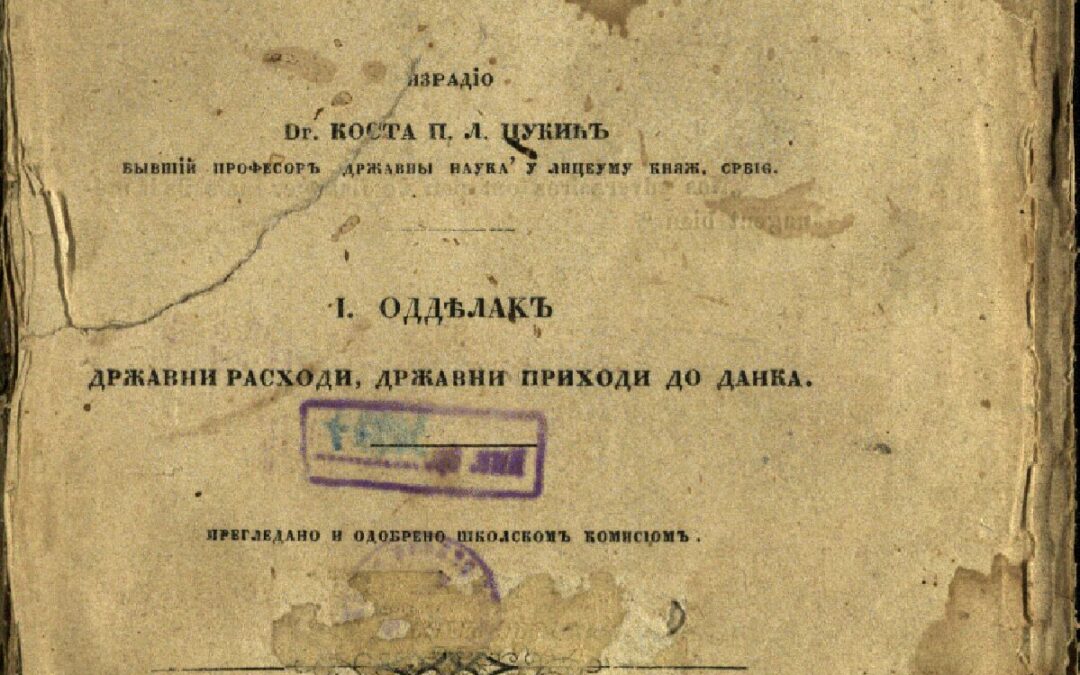 ИЗРАДІО
Dr. КОСТА П. Л. ЦУКИЋЪ
БЫВШІЙ ПРОФЕСОРЪ ДРЖАВНЫ НАУКА У ЛИЦЕУМУ КНЯЖ. СРБІЕ.
I. ОДДѢЛАКЪ
ДРЖАВНИ РАСХОДИ, ДРЖАВНИ ПРИХОДИ ДО ДАНКА.
ПРЕГЛЕДАНО И ОДОБРЕНО ШКОЛСКОМЪ КОМИСІОМЪ.